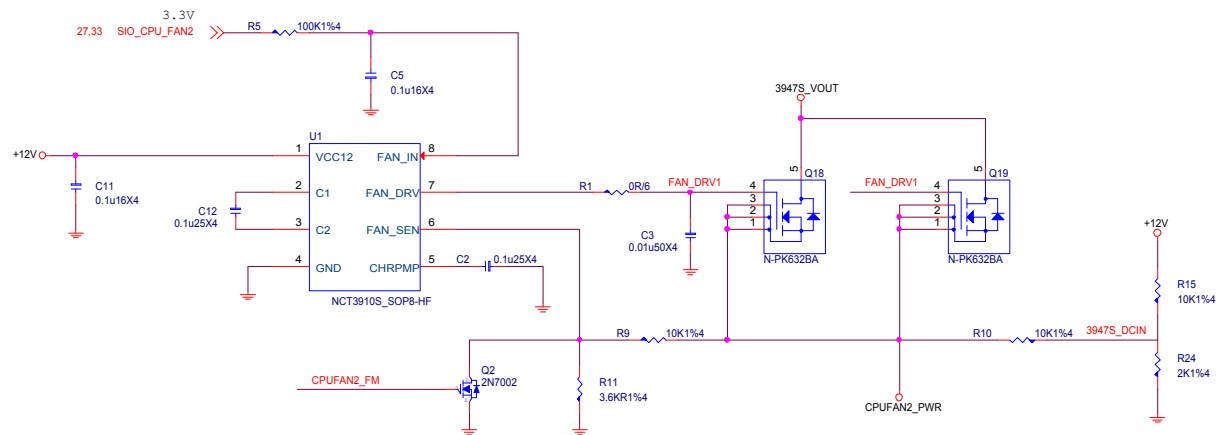 3.3V
27,33 SIO_CPU_FAN2
R5 100K1%4
C5
0.1u16X4
3947S_VOUT
U1
+12V
1 VCC12 FAN_IN 8
C11
0.1u16X4
2 C1 FAN_DRV 7
R1 0R/6 FAN_DRV1
C12
0.1u25X4
3 C2 FAN_SEN 6
C3
0.01u50X4
4 GND CHRPMP 5
C2 0.1u25X4
NCT3910S_SOP8-HF
5
Q18
4
3
2
1
N-PK632BA
FAN_DRV1
5
Q19
4
3
2
1
N-PK632BA
+12V
R15
10K1%4
R9 10K1%4
R10 10K1%4
3947S_DCIN
R24
2K1%4
CPUFAN2_FM
Q2
2N7002
R11
3.6KR1%4
CPUFAN2_PWR